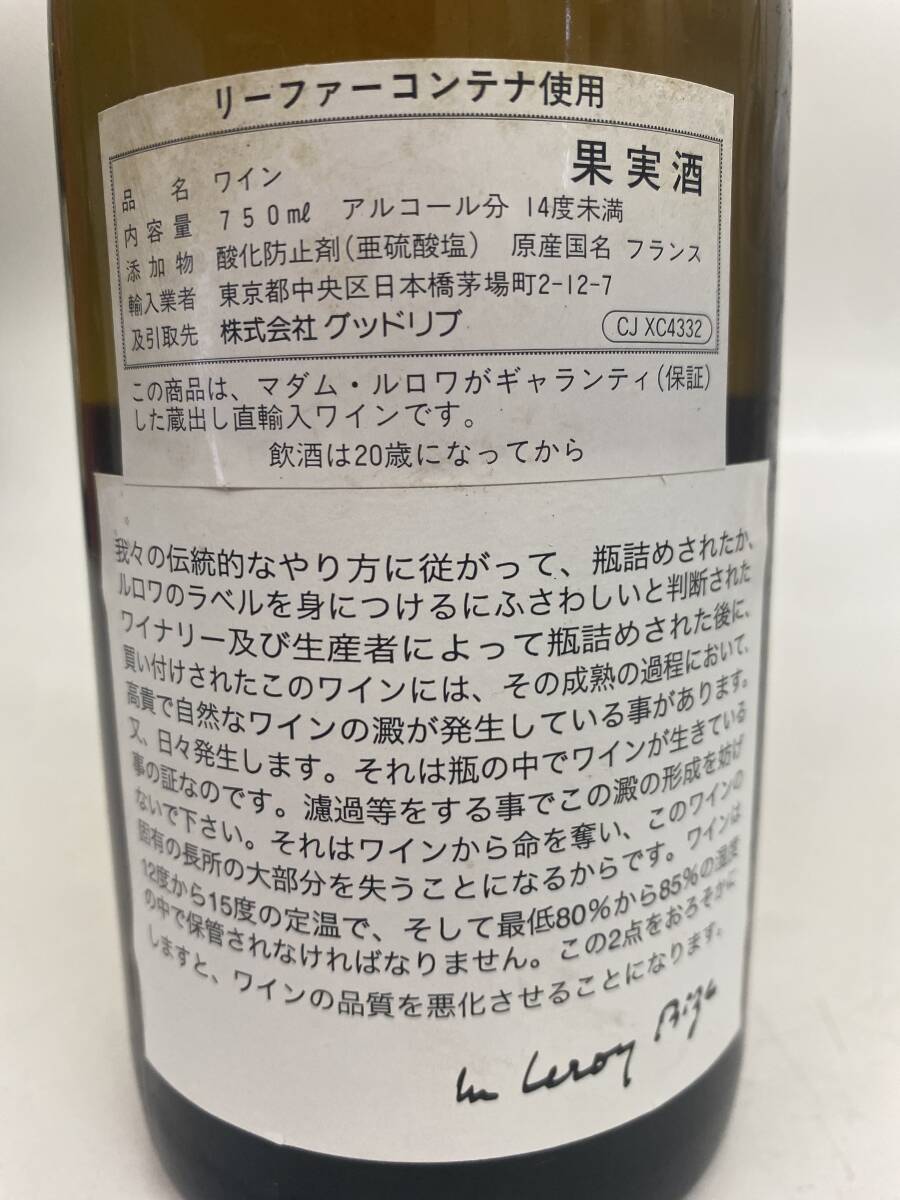 リーファーコンテナ使用
果実酒
品名 ワイン
内容量 750mℓ アルコール分 14度未満
添加物 酸化防止剤(亜硫酸塩) 原産国名 フランス
輸入業者 東京都中央区日本橋茅場町2-12-7
及引取先 株式会社 グッドリブ CJ XC4332
この商品は、マダム・ルロワがギャランティ(保証)
した蔵出し直輸入ワインです。
飲酒は20歳になってから
我々の伝統的なやり方に従がって、瓶詰めされたか、
ルロワのラベルを身につけるにふさわしいと判断された
ワイナリー及び生産者によって瓶詰めされた後に、
買い付けされたこのワインには、その成熟の過程において、
高貴で自然なワインの澱が発生している事があります。
又、日々発生します。それは瓶の中でワインが生きている
事の証なのです。濾過等をする事でこの澱の形成を妨げ
ないで下さい。それはワインから命を奪い、このワインの
固有の長所の大部分を失うことになるからです。ワインは
12度から15度の定温で、そして最低80%から85%の湿度
の中で保管されなければなりません。この2点をおろそかに
しますと、ワインの品質を悪化させることになります。
Leroy